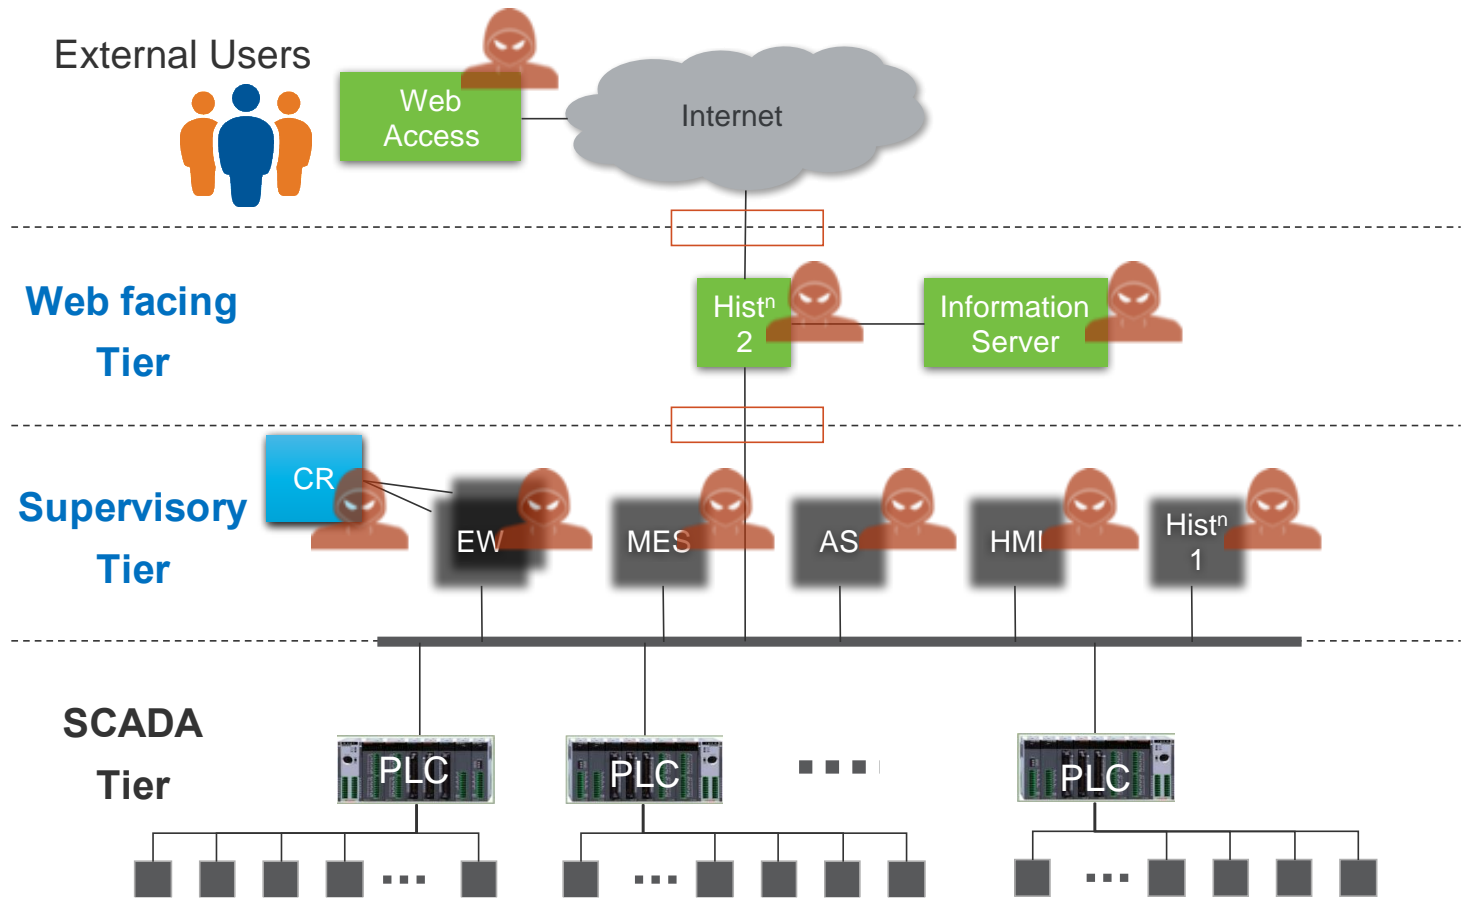 External Users
Web
Access
Internet
Web facing
Tier
Histⁿ
2
Information
Server
Supervisory
Tier
CR
EW
MES
AS
HMI
Histⁿ
1
SCADA
Tier
PLC
PLC
PLC